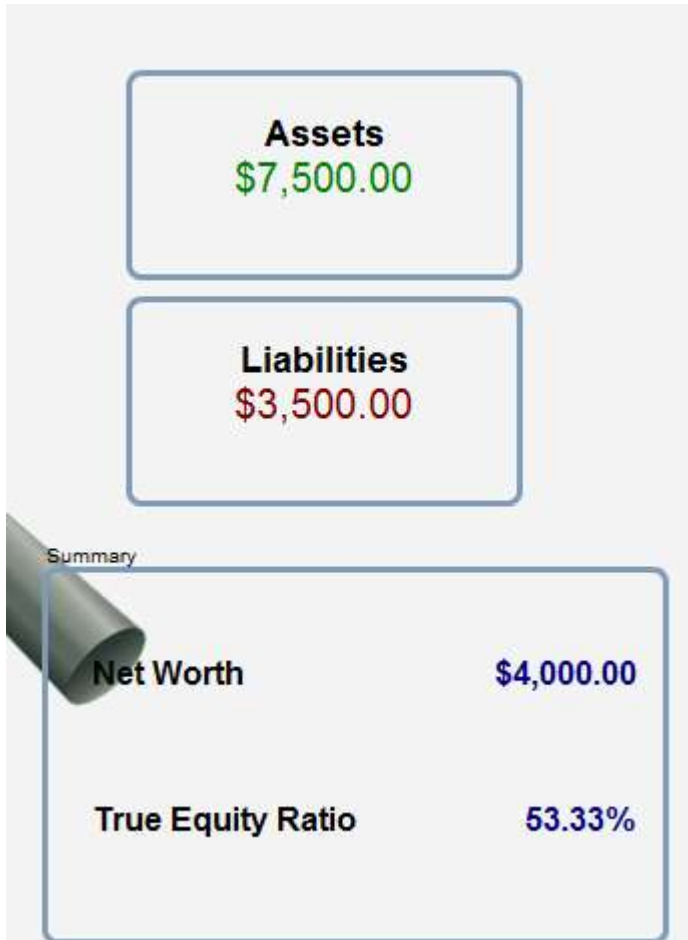 Assets
$7,500.00
Liabilities
$3,500.00
Summary
Net Worth $4,000.00
True Equity Ratio 53.33%